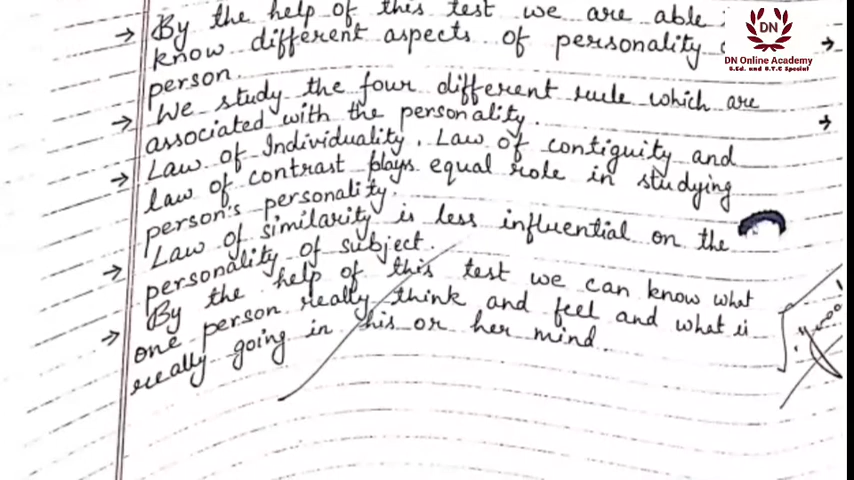 → By the help of this test we are able
know different aspects of personality
person.
→ We study the four different rule which are
associated with the personality.
→ Law of Individuality. Law of contiguity and
law of contrast plays equal role in studying
person's personality.
→ Law of similarity is less influential on the
personality of subject.
→ By the help of this test we can know what
one person really think and feel and what is
really going in his or her mind.
DN
DN Online Academy
B.Ed. and B.T.C Special